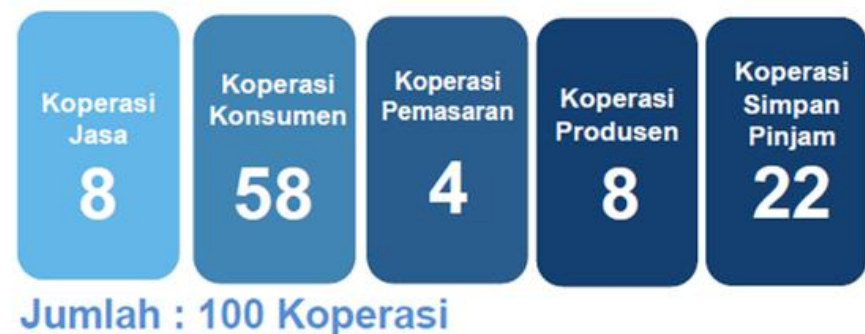 Koperasi
Jasa
8
Koperasi
Konsumen
58
Koperasi
Pemasaran
4
Koperasi
Produsen
8
Koperasi
Simpan
Pinjam
22
Jumlah : 100 Koperasi